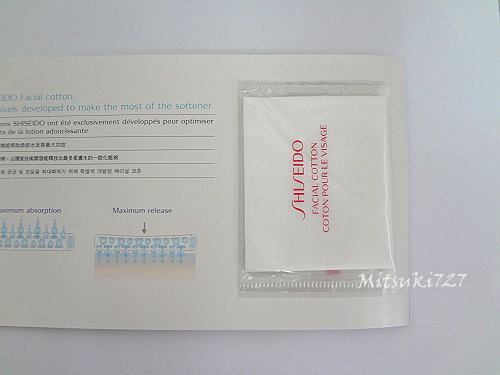 EIDO Facial cotton,
sively developed to make the most of the softener
ons SHISEIDO ont été exclusivement développés pour optimiser
ts de la lotion adoucissante
aximum absorption
Maximum release
SHISEIDO
FACIAL COTTON
COTON POUR LE VISAGE
Mitsuki727